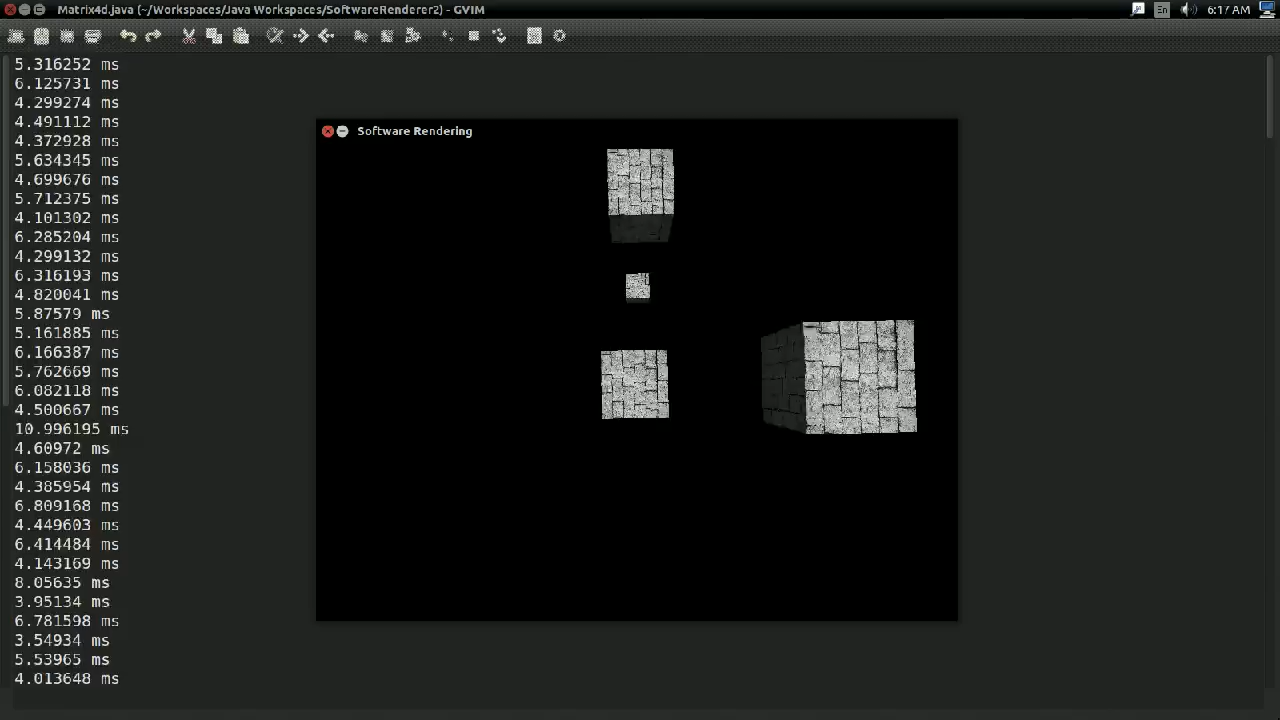 Matrix4d.java (~/Workspaces/Java Workspaces/SoftwareRenderer2) - GVIM
En
6:17 AM
5.316252 ms
6.125731 ms
4.299274 ms
4.491112 ms
4.372928 ms
5.634345 ms
4.699676 ms
5.712375 ms
4.101302 ms
6.285204 ms
4.299132 ms
6.316193 ms
4.820041 ms
5.87579 ms
5.161885 ms
6.166387 ms
5.762669 ms
6.082118 ms
4.500667 ms
10.996195 ms
4.60972 ms
6.158036 ms
4.385954 ms
6.809168 ms
4.449603 ms
6.414484 ms
4.143169 ms
8.05635 ms
3.95134 ms
6.781598 ms
3.54934 ms
5.53965 ms
4.013648 ms
Software Rendering